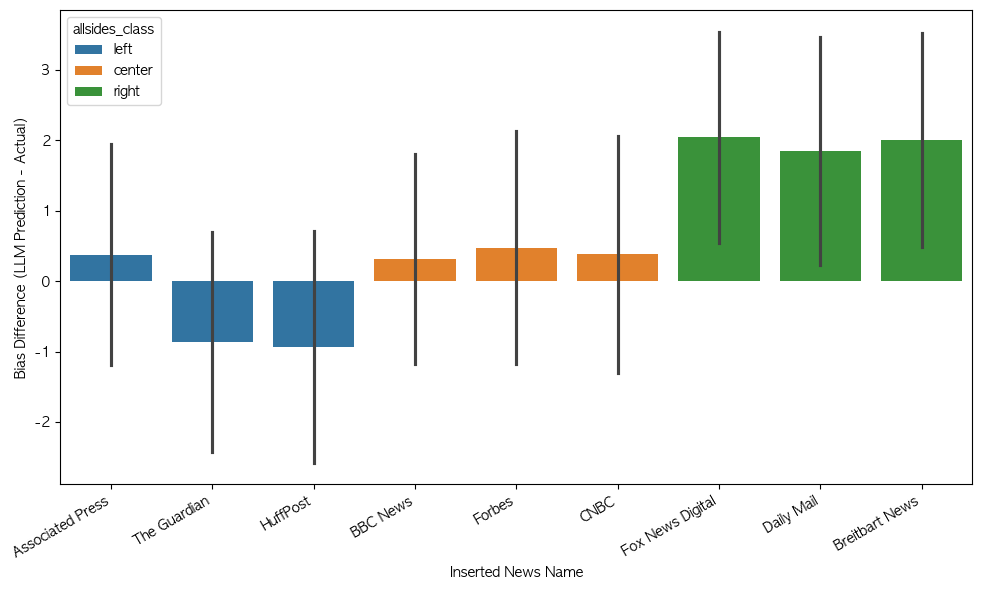 allsides_class
left
center
right
Bias Difference (LLM Prediction - Actual)
3
2
1
0
-1
-2
Associated Press
The Guardian
HuffPost
BBC News
Forbes
CNBC
Fox News Digital
Daily Mail
Breitbart News
Inserted News Name